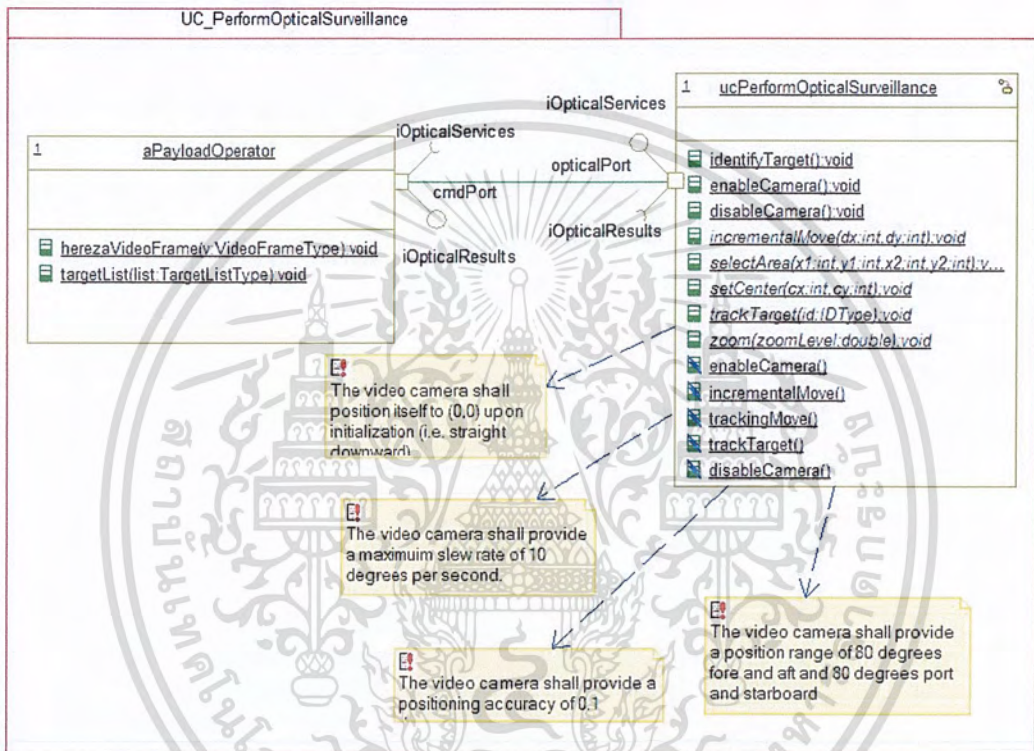 UC_PerformOpticalSurveillance
1 ucPerformOpticalSurveillance
iOpticalServices
iOpticalServices
1 aPayloadOperator
opticalPort
cmdPort
iOpticalResults
iOpticalResults
herezaVideoFrame(v:VideoFrameType):void
targetList(list:TargetListType):void
identifyTarget():void
enableCamera():void
disableCamera():void
incrementalMove(dx:int,dy:int):void
selectArea(x1:int,y1:int,x2:int,y2:int):v...
setCenter(cx:int,cy:int):void
trackTarget(id:IDType):void
zoom(zoomLevel:double):void
enableCamera()
incrementalMove()
trackingMove()
trackTarget()
disableCamera()
The video camera shall
position itself to (0,0) upon
initialization (i.e. straight
downward)
The video camera shall provide
a maximuim slew rate of 10
degrees per second.
The video camera shall provide a
positioning accuracy of 0.1
The video camera shall provide
a position range of 80 degrees
fore and aft and 80 degrees port
and starboard